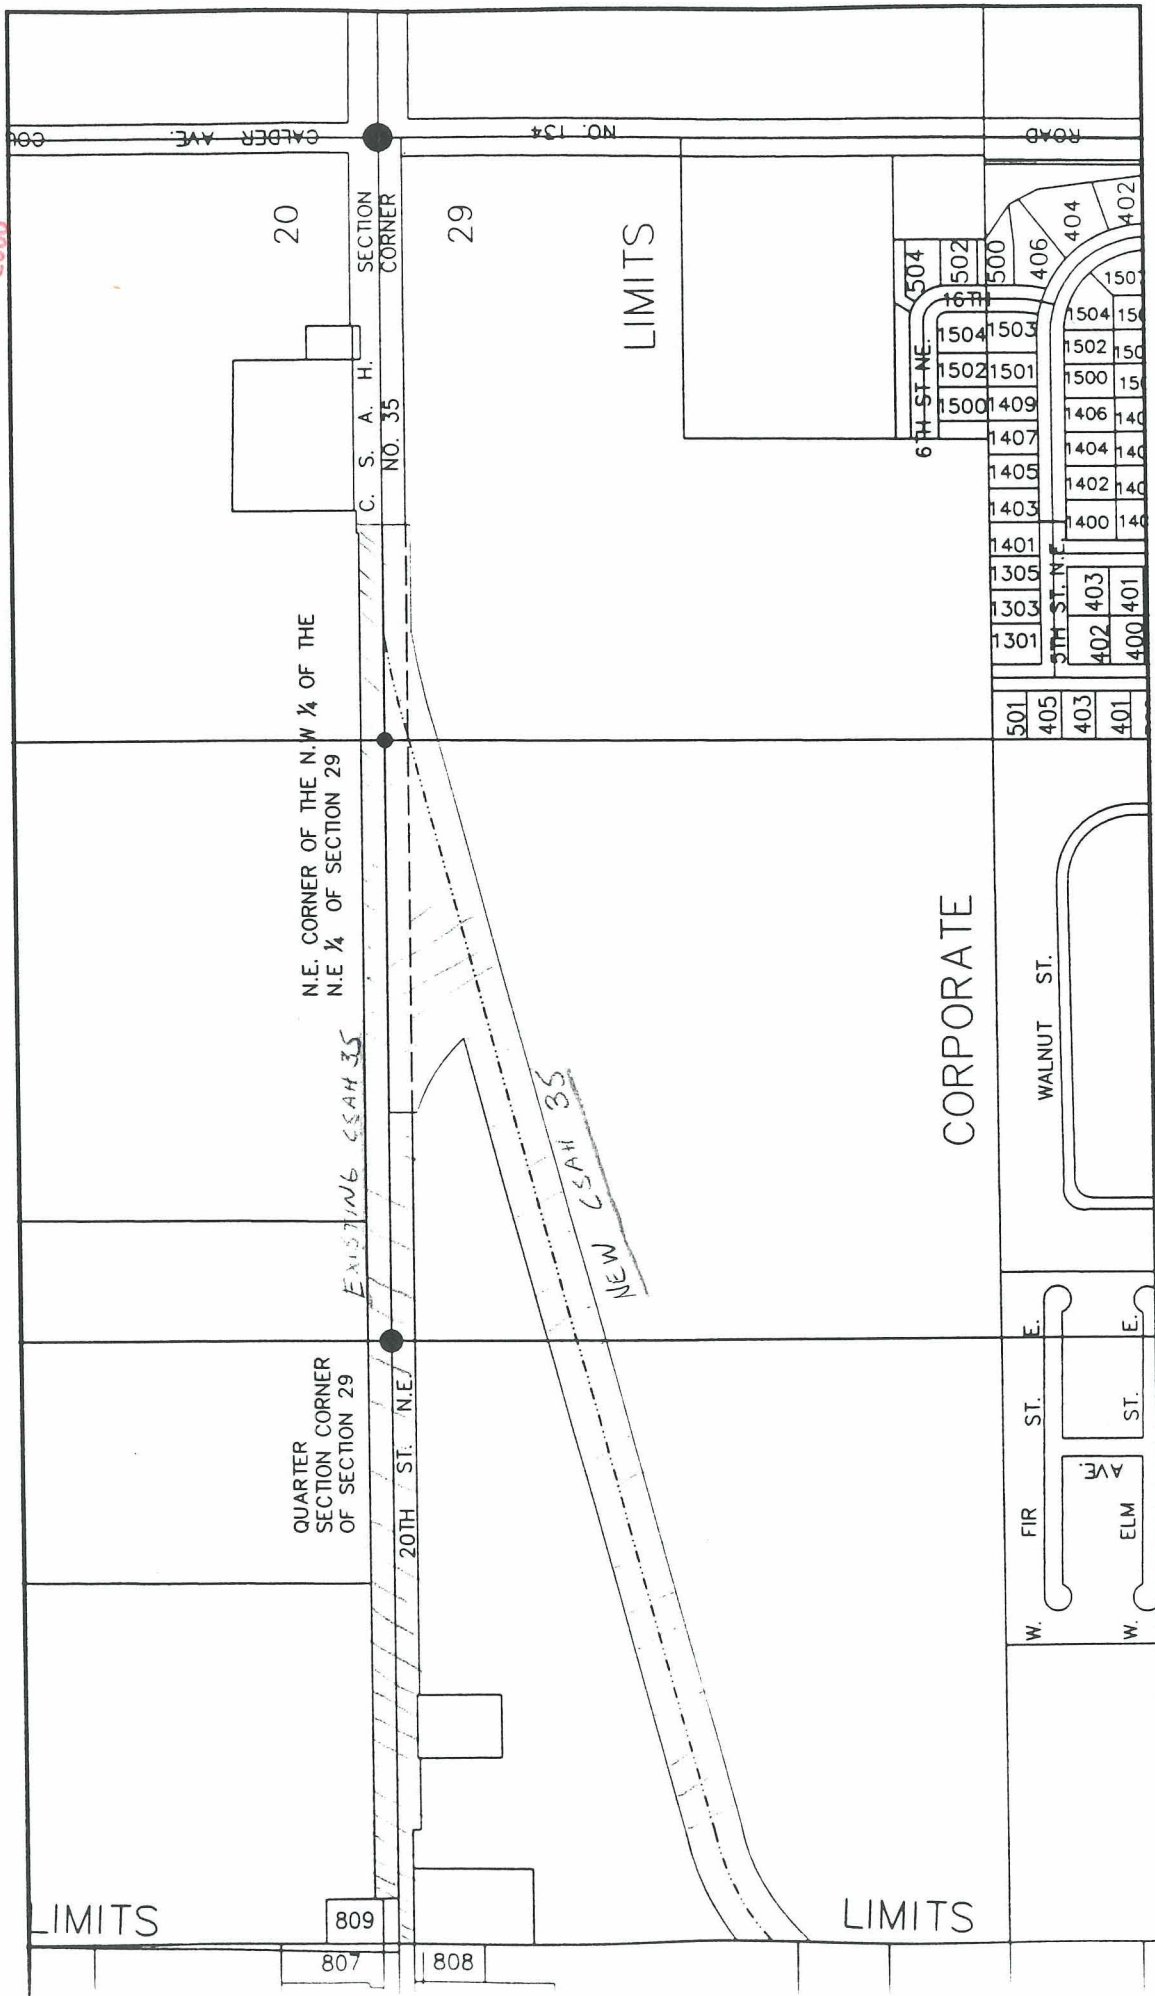 COU
CALDER AVE.
NO. 134
ROAD
20
SECTION
CORNER
29
LIMITS
C. S. A. H.
NO. 35
N.E. CORNER OF THE N.W ¼ OF THE
N.E ¼ OF SECTION 29
EXISTING CSAH 35
NEW CSAH 35
QUARTER
SECTION CORNER
OF SECTION 29
20TH ST. N.E.
CORPORATE
LIMITS
LIMITS
809
807
808
WALNUT ST.
W. FIR ST. E.
W. ELM ST. E.
AVE.
6TH ST NE.
16TH
5TH ST. N.E
504
502
500
406
404
402
1504
1502
1500
1503
1501
1409
1407
1405
1403
1401
1305
1303
1301
1507
1504
1502
1500
1406
1404
1402
1400
403
401
402
400
501
405
403
401